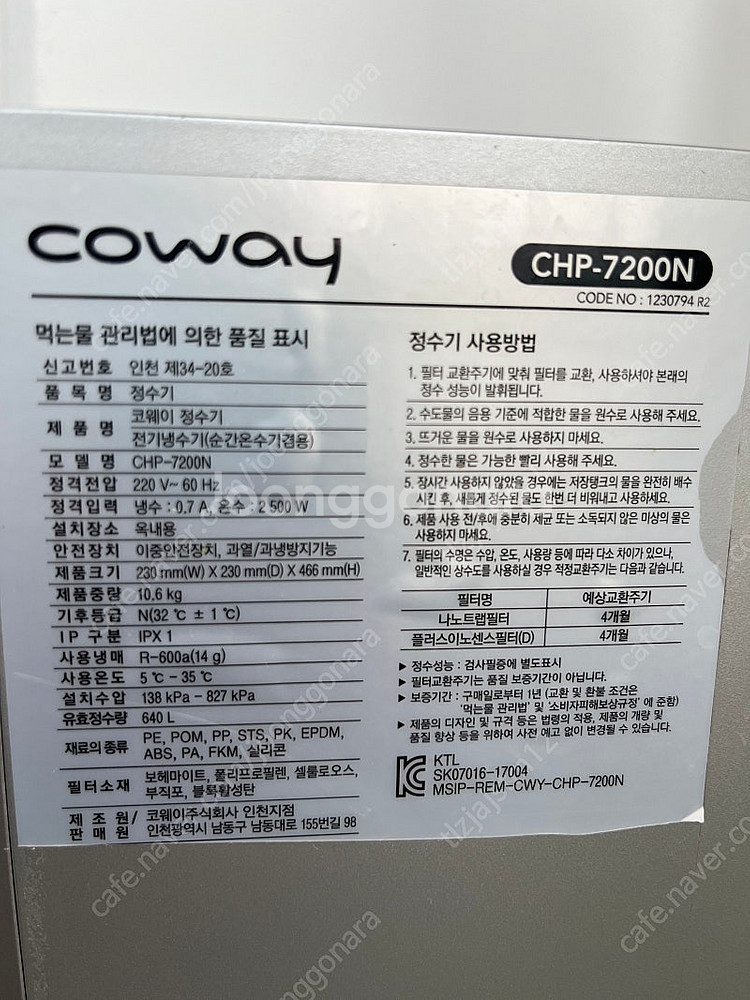 coway
CHP-7200N
CODE NO : 1230794 R2
먹는물 관리법에 의한 품질 표시
신고번호 인천 제34-20호
품 목 명 정수기
제 품 명 코웨이 정수기
전기냉수기(순간온수기겸용)
모 델 명 CHP-7200N
정격전압 220 V~ 60 Hz
정격입력 냉수 : 0.7 A, 온수 : 2 500 W
설치장소 옥내용
안전장치 이중안전장치, 과열/과냉방지기능
제품크기 230 mm(W) X 230 mm(D) X 466 mm(H)
제품중량 10.6 kg
기후등급 N(32 ℃ ± 1 ℃)
I P 구분 IPX 1
사용냉매 R-600a(14 g)
사용온도 5 ℃ - 35 ℃
설치수압 138 kPa - 827 kPa
유효정수량 640 L
재료의 종류 PE, POM, PP, STS, PK, EPDM,
ABS, PA, FKM, 실리콘
필터소재 보헤마이트, 폴리프로필렌, 셀룰로오스,
부직포, 블록활성탄
제 조 원/ 코웨이주식회사 인천지점
판 매 원 인천광역시 남동구 남동대로 155번길 98
정수기 사용방법
1. 필터 교환주기에 맞춰 필터를 교환, 사용하셔야 본래의
정수 성능이 발휘됩니다.
2. 수도물의 음용 기준에 적합한 물을 원수로 사용해 주세요.
3. 뜨거운 물을 원수로 사용하지 마세요.
4. 정수한 물은 가능한 빨리 사용해 주세요.
5. 장시간 사용하지 않았을 경우에는 저장탱크의 물을 완전히 배수
시킨 후, 새롭게 정수된 물도 한번 더 비워내고 사용하세요.
6. 제품 사용 전/후에 충분히 제균 또는 소독되지 않은 미상의 물은
사용하지 마세요.
7. 필터의 수명은 수압, 온도, 사용량 등에 따라 다소 차이가 있으나,
일반적인 상수도를 사용하실 경우 적정교환주기는 다음과 같습니다.
필터명 예상교환주기
나노트랩필터 4개월
플러스이노센스필터(D) 4개월
▶ 정수성능 : 검사필증에 별도표시
▶ 필터교환주기는 품질 보증기간이 아닙니다.
▶ 보증기간 : 구매일로부터 1년 (교환 및 환불 조건은
'먹는물 관리법' 및 '소비자피해보상규정' 에 준함)
▶ 제품의 디자인 및 규격 등은 법령의 적용, 제품의 개량 및
품질 향상 등을 위하여 사전 예고 없이 변경될 수 있습니다.
KTL
SK07016-17004
MSIP-REM-CWY-CHP-7200N